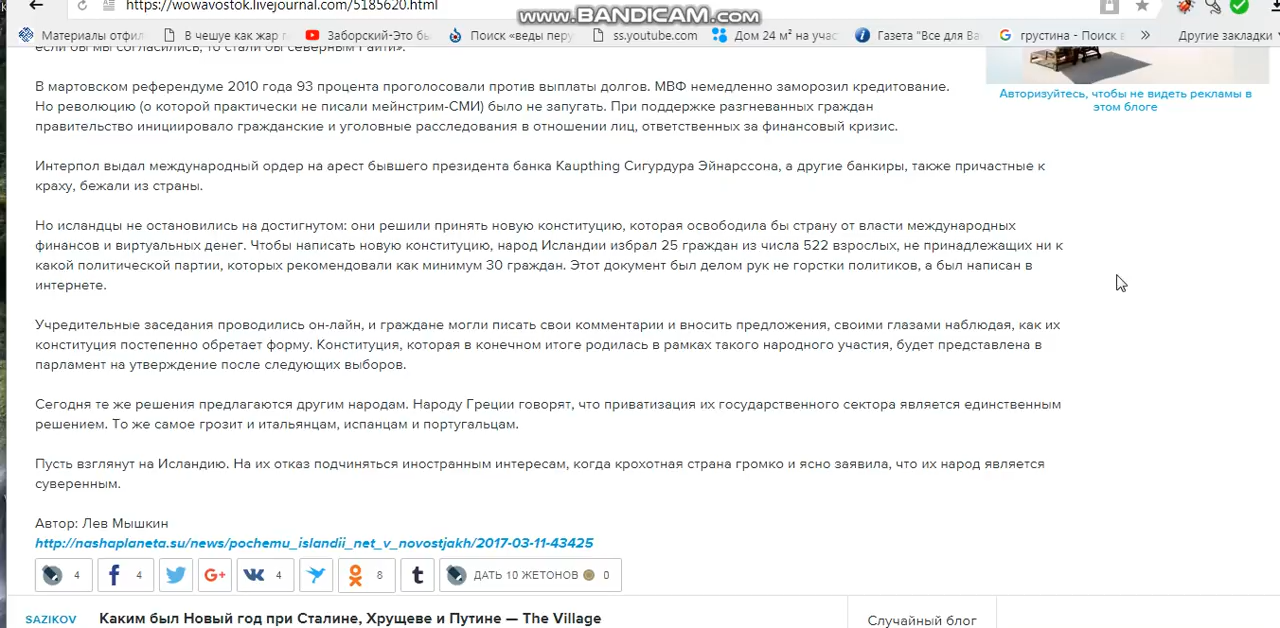 https://wowavostok.livejournal.com/5185620.html
www.BANDICAM.com
Материалы отфил
В чешуе как жар
Заборский-Это бы
Поиск «веды перу
ss.youtube.com
Дом 24 м² на учас
Газета "Все для Ва
грустина - Поиск в
»
Другие закладки
если бы мы согласились, то стали бы северным Гаити».
В мартовском референдуме 2010 года 93 процента проголосовали против выплаты долгов. МВФ немедленно заморозил кредитование.
Но революцию (о которой практически не писали мейнстрим-СМИ) было не запугать. При поддержке разгневанных граждан
правительство инициировало гражданские и уголовные расследования в отношении лиц, ответственных за финансовый кризис.
Авторизуйтесь, чтобы не видеть рекламы в
этом блоге
Интерпол выдал международный ордер на арест бывшего президента банка Kaupthing Сигурдура Эйнарссона, а другие банкиры, также причастные к
краху, бежали из страны.
Но исландцы не остановились на достигнутом: они решили принять новую конституцию, которая освободила бы страну от власти международных
финансов и виртуальных денег. Чтобы написать новую конституцию, народ Исландии избрал 25 граждан из числа 522 взрослых, не принадлежащих ни к
какой политической партии, которых рекомендовали как минимум 30 граждан. Этот документ был делом рук не горстки политиков, а был написан в
интернете.
Учредительные заседания проводились он-лайн, и граждане могли писать свои комментарии и вносить предложения, своими глазами наблюдая, как их
конституция постепенно обретает форму. Конституция, которая в конечном итоге родилась в рамках такого народного участия, будет представлена в
парламент на утверждение после следующих выборов.
Сегодня те же решения предлагаются другим народам. Народу Греции говорят, что приватизация их государственного сектора является единственным
решением. То же самое грозит и итальянцам, испанцам и португальцам.
Пусть взглянут на Исландию. На их отказ подчиняться иностранным интересам, когда крохотная страна громко и ясно заявила, что их народ является
суверенным.
Автор: Лев Мышкин
http://nashaplaneta.su/news/pochemu_islandii_net_v_novostjakh/2017-03-11-43425
4 4 4 8 ДАТЬ 10 ЖЕТОНОВ 0
SAZIKOV Каким был Новый год при Сталине, Хрущеве и Путине — The Village
Случайный блог